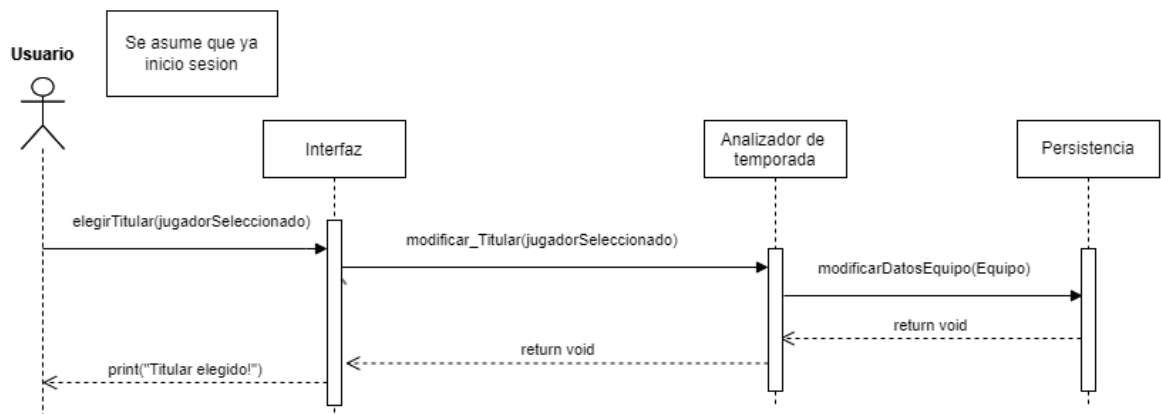 Usuario
Se asume que ya
inicio sesion
Interfaz
Analizador de
temporada
Persistencia
elegirTitular(jugadorSeleccionado)
modificar_Titular(jugadorSeleccionado)
modificarDatosEquipo(Equipo)
return void
return void
print("Titular elegido!")